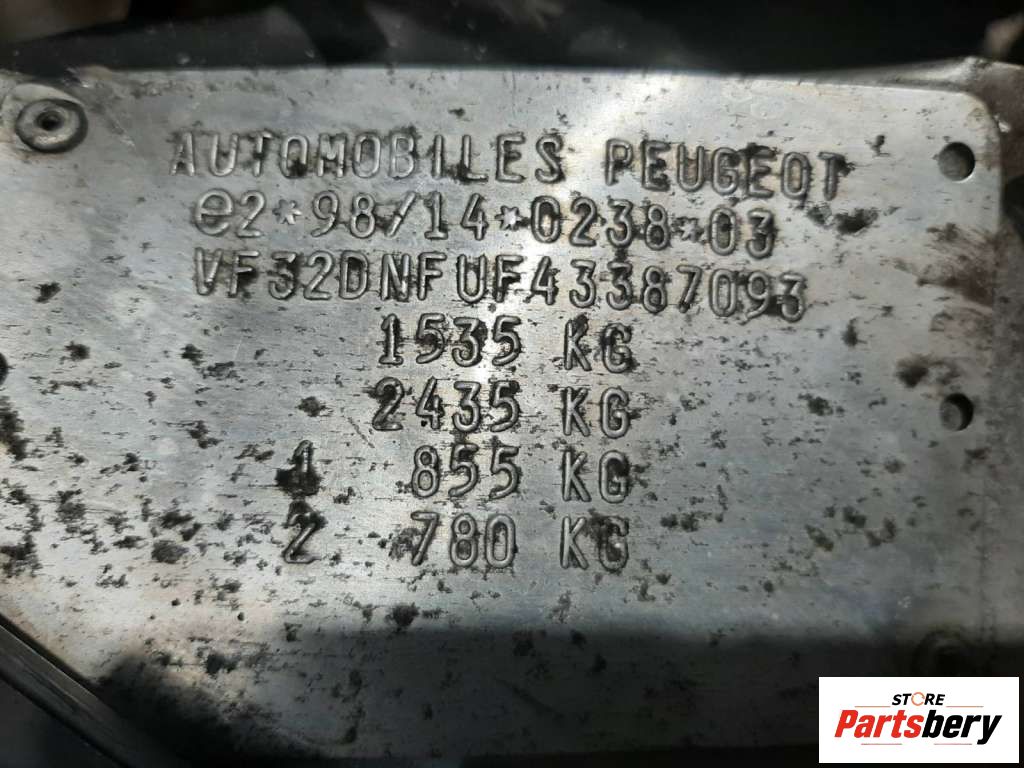 AUTOMOBILES PEUGEOT
e2*98/14*0238*03
VF32DNFUF43387093
1535 KG
2435 KG
1 855 KG
2 780 KG
STORE
Partsbery